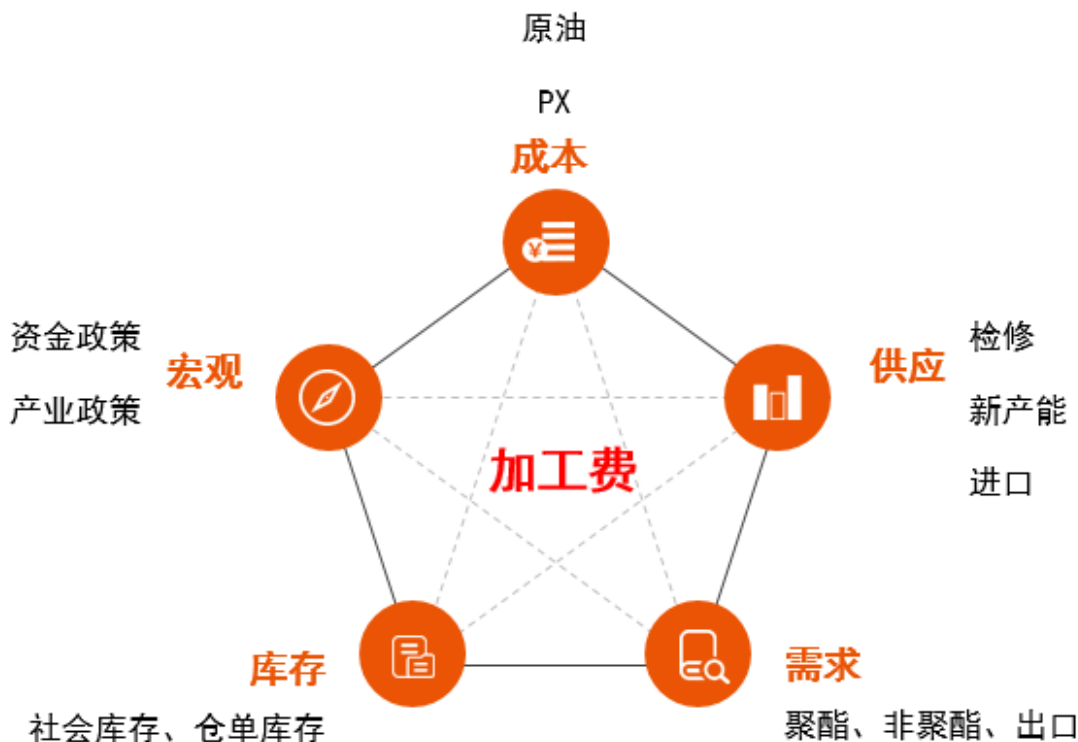 原油
PX
成本
¥
资金政策
宏观
产业政策
供应
检修
新产能
进口
加工费
库存
社会库存、仓单库存
需求
聚酯、非聚酯、出口